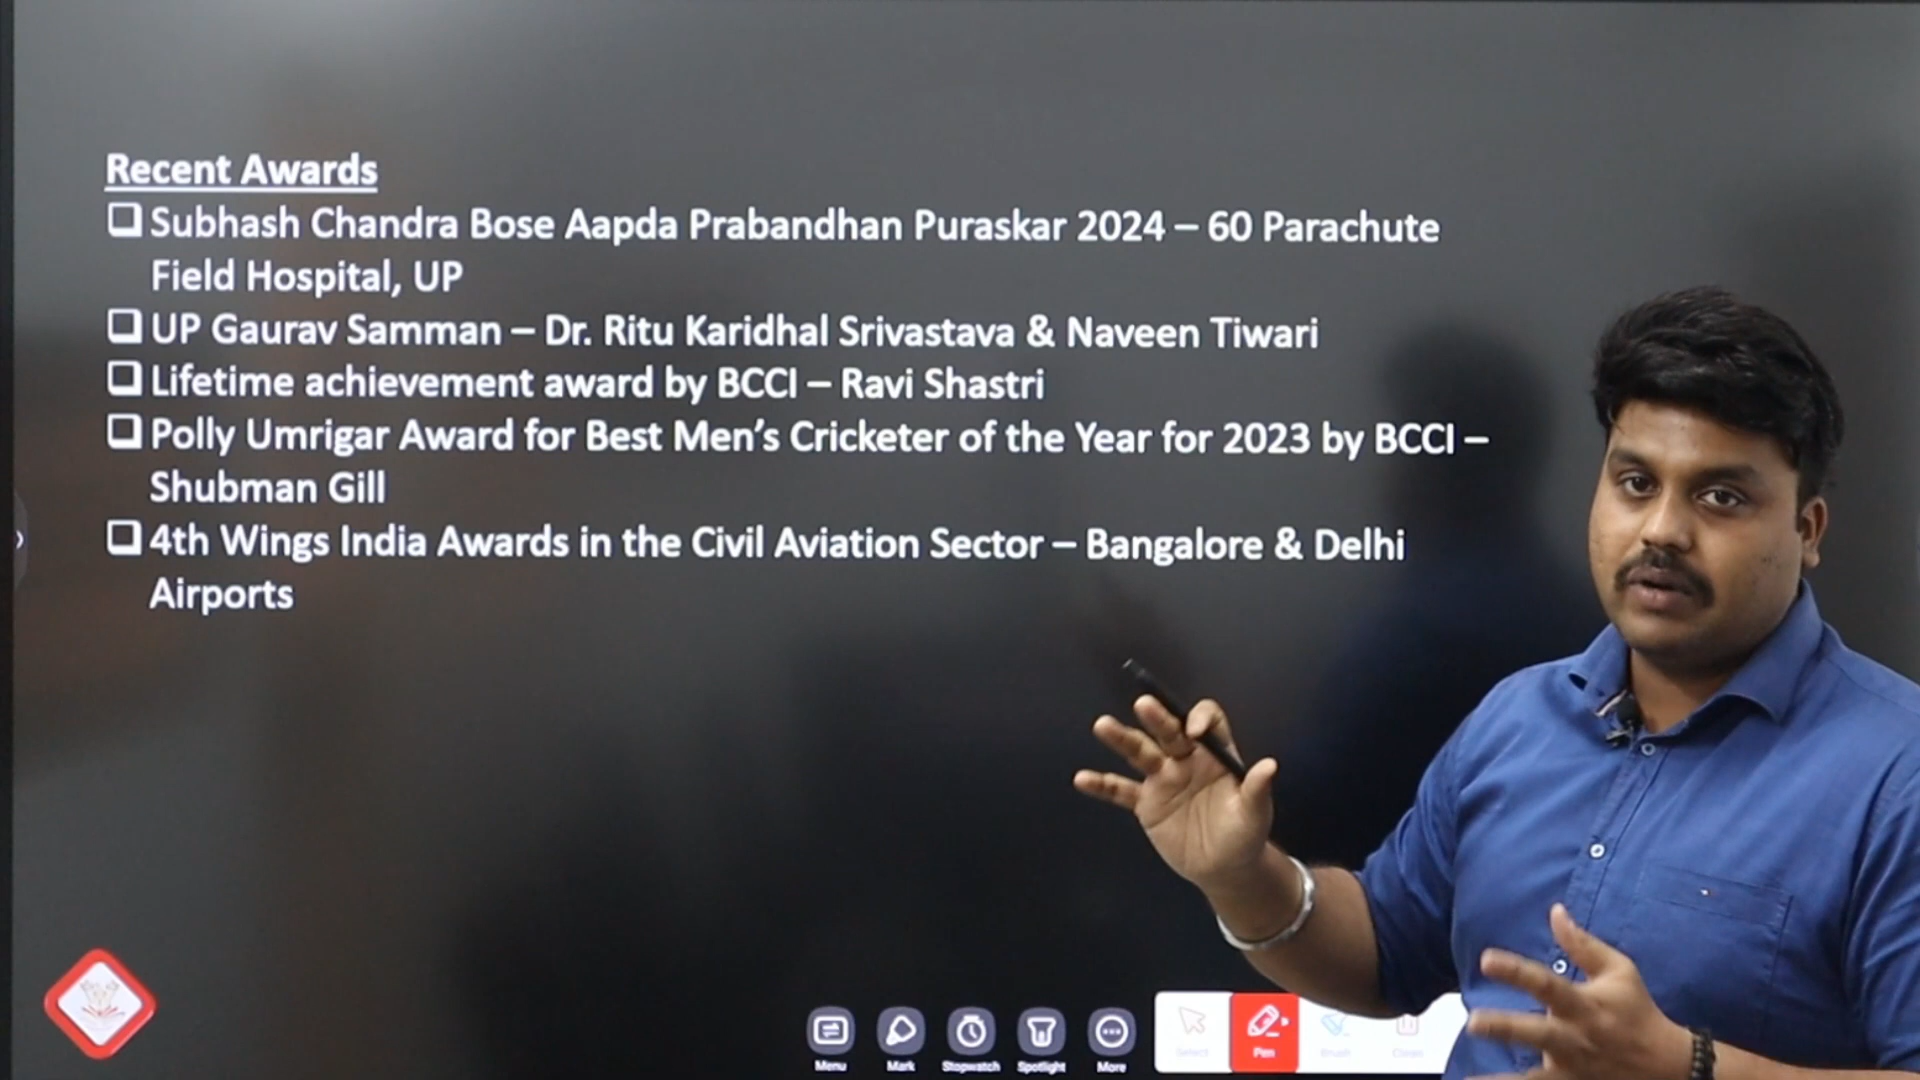 Recent Awards
❑ Subhash Chandra Bose Aapda Prabandhan Puraskar 2024 – 60 Parachute
Field Hospital, UP
❑ UP Gaurav Samman – Dr. Ritu Karidhal Srivastava & Naveen Tiwari
❑ Lifetime achievement award by BCCI – Ravi Shastri
❑ Polly Umrigar Award for Best Men's Cricketer of the Year for 2023 by BCCI –
Shubman Gill
❑ 4th Wings India Awards in the Civil Aviation Sector – Bangalore & Delhi
Airports
Menu Mark Stopwatch Spotlight More Select Pen Brush Clean